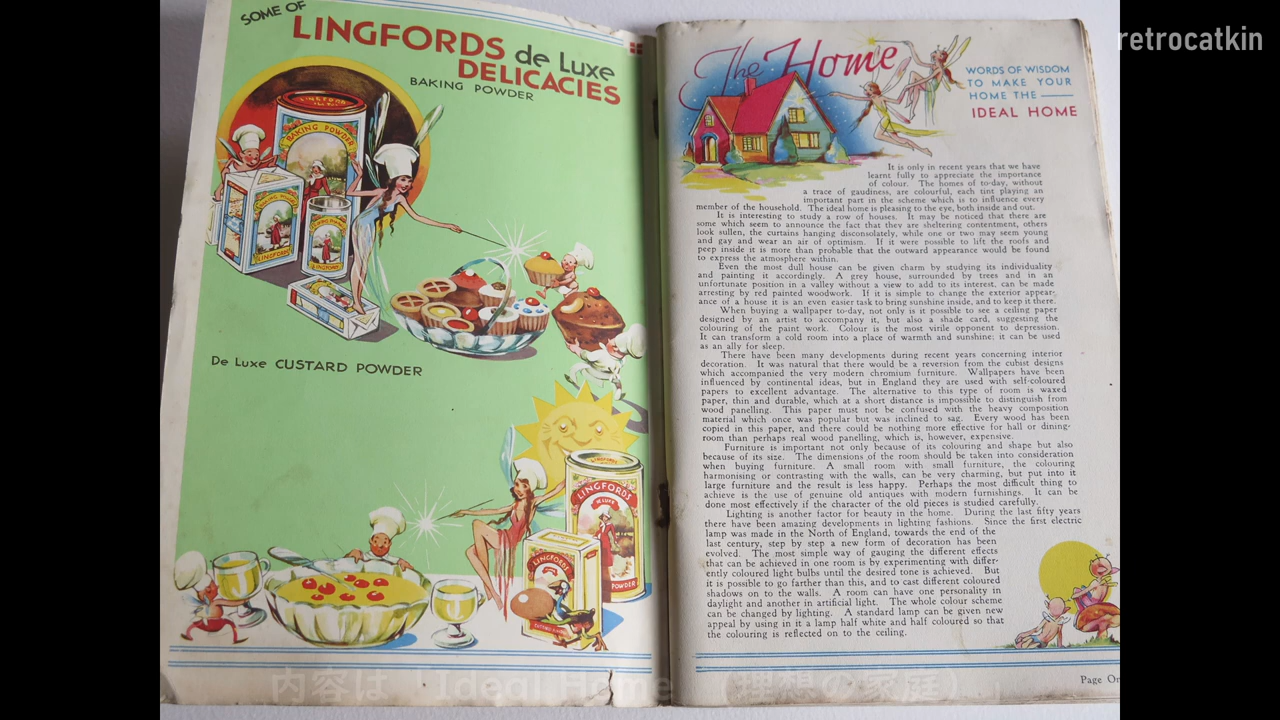 SOME OF
LINGFORDS de Luxe
DELICACIES
BAKING POWDER
LINGFORD
BAKING POWDER
LINGFORD
De Luxe CUSTARD POWDER
LINGFORD'S
DE LUXE
POWDER
LINGFORDS
The Home
WORDS OF WISDOM
TO MAKE YOUR
HOME THE
IDEAL HOME
It is only in recent years that we have
learnt fully to appreciate the importance
of colour. The homes of to-day, without
a trace of gaudiness, are colourful, each tint playing an
important part in the scheme which is to influence every
member of the household. The ideal home is pleasing to the eye, both inside and out.
It is interesting to study a row of houses. It may be noticed that there are
some which seem to announce the fact that they are sheltering contentment, others
look sullen, the curtains hanging disconsolately, while one or two may seem young
and gay and wear an air of optimism. If it were possible to lift the roofs and
peep inside it is more than probable that the outward appearance would be found
to express the atmosphere within.
Even the most dull house can be given charm by studying its individuality
and painting it accordingly. A grey house, surrounded by trees and in an
unfortunate position in a valley without a view to add to its interest, can be made
arresting by red painted woodwork. If it is simple to change the exterior appear-
ance of a house it is an even easier task to bring sunshine inside, and to keep it there.
When buying a wallpaper to-day, not only is it possible to see a ceiling paper
designed by an artist to accompany it, but also a shade card, suggesting the
colouring of the paint work. Colour is the most virile opponent to depression.
It can transform a cold room into a place of warmth and sunshine; it can be used
as an ally for sleep.
There have been many developments during recent years concerning interior
decoration. It was natural that there would be a reversion from the cubist designs
which accompanied the very modern chromium furniture. Wallpapers have been
influenced by continental ideas, but in England they are used with self-coloured
papers to excellent advantage. The alternative to this type of room is waxed
paper, thin and durable, which at a short distance is impossible to distinguish from
wood panelling. This paper must not be confused with the heavy composition
material which once was popular but was inclined to sag. Every wood has been
copied in this paper, and there could be nothing more effective for hall or dining-
room than perhaps real wood panelling, which is, however, expensive.
Furniture is important not only because of its colouring and shape but also
because of its size. The dimensions of the room should be taken into consideration
when buying furniture. A small room with small furniture, the colouring
harmonising or contrasting with the walls, can be very charming, but put into it
large furniture and the result is less happy. Perhaps the most difficult thing to
achieve is the use of genuine old antiques with modern furnishings. It can be
done most effectively if the character of the old pieces is studied carefully.
Lighting is another factor for beauty in the home. During the last fifty years
there have been amazing developments in lighting fashions. Since the first electric
lamp was made in the North of England, towards the end of the
last century, step by step a new form of decoration has been
evolved. The most simple way of gauging the different effects
that can be achieved in one room is by experimenting with differ-
ently coloured light bulbs until the desired tone is achieved. But
it is possible to go farther than this, and to cast different coloured
shadows on to the walls. A room can have one personality in
daylight and another in artificial light. The whole colour scheme
can be changed by lighting. A standard lamp can be given new
appeal by using in it a lamp half white and half coloured so that
the colouring is reflected on to the ceiling.
Page
retrocatkin
内容は「Ideal Home (理想の家庭)」